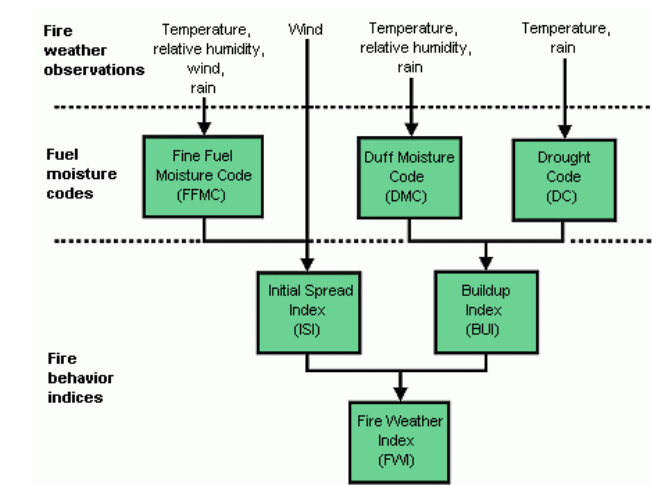 Fire
weather
observations
Temperature,
relative humidity,
wind,
rain
Wind
Temperature,
relative humidity,
rain
Temperature,
rain
Fuel
moisture
codes
Fine Fuel
Moisture Code
(FFMC)
Duff Moisture
Code
(DMC)
Drought
Code
(DC)
Fire
behavior
indices
Initial Spread
Index
(ISI)
Buildup
Index
(BUI)
Fire Weather
Index
(FWI)